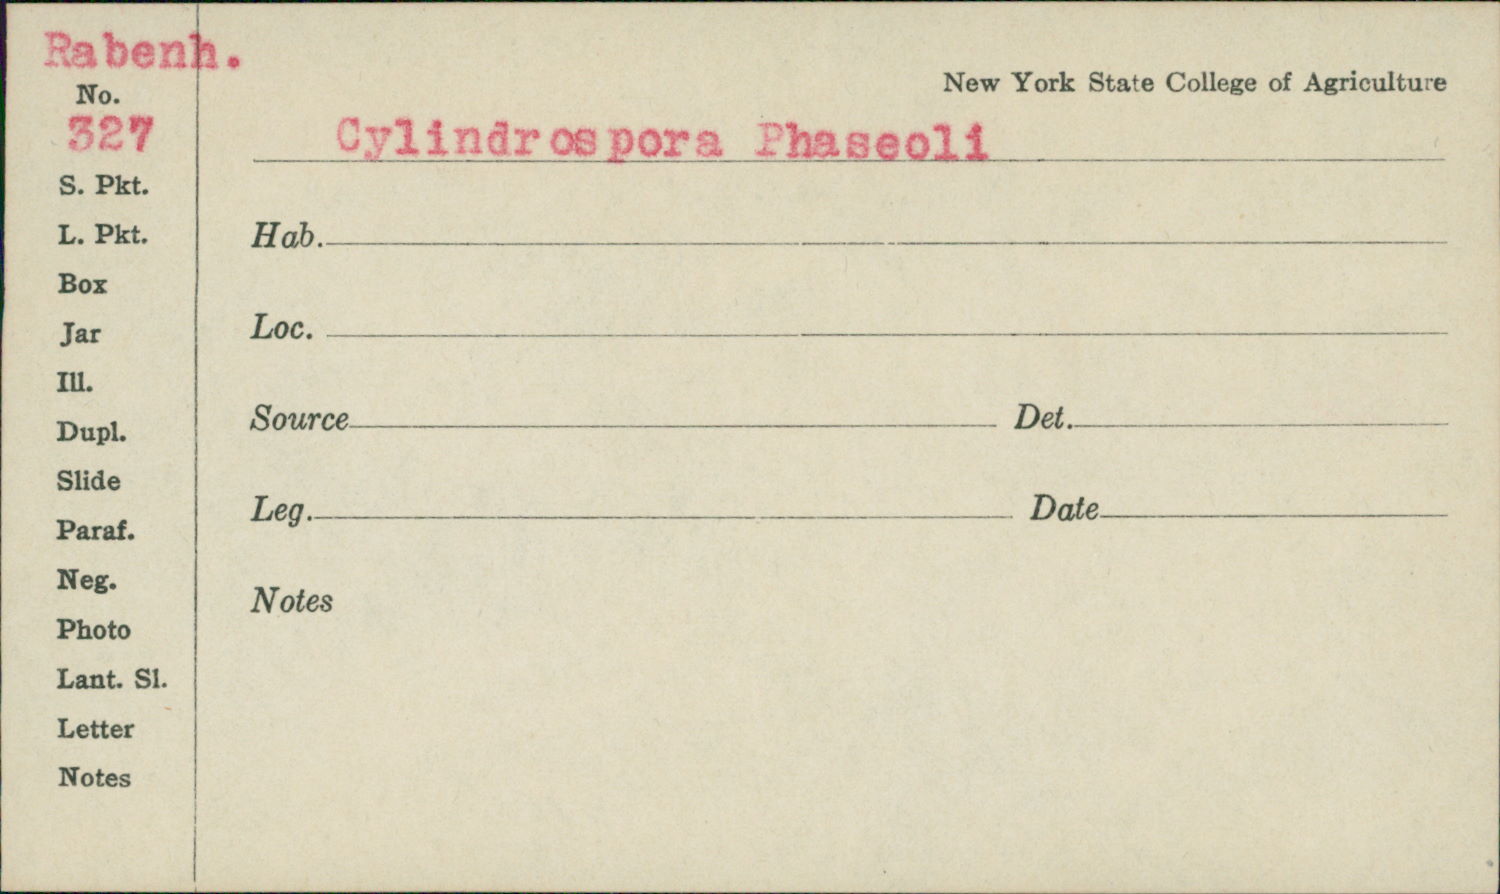 Rabenh.
No.
327
S. Pkt.
L. Pkt.
Box
Jar
Ill.
Dupl.
Slide
Paraf.
Neg.
Photo
Lant. Sl.
Letter
Notes
New York State College of Agriculture
Cylindrospora Phaseoli
Hab.
Loc.
Source Det.
Leg. Date
Notes